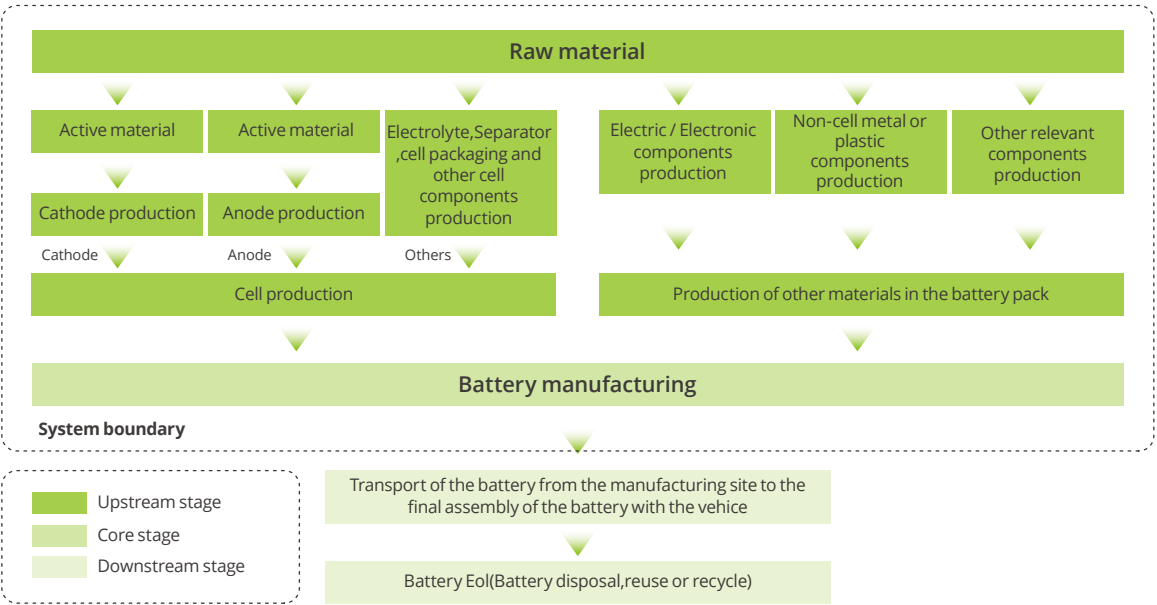 Raw material
Active material
Active material
Electrolyte,Separator
,cell packaging and
other cell
components
production
Electric / Electronic
components
production
Non-cell metal or
plastic
components
production
Other relevant
components
production
Cathode production
Anode production
Cathode
Anode
Others
Cell production
Production of other materials in the battery pack
Battery manufacturing
System boundary
Transport of the battery from the manufacturing site to the
final assembly of the battery with the vehice
Battery Eol(Battery disposal,reuse or recycle)
Upstream stage
Core stage
Downstream stage